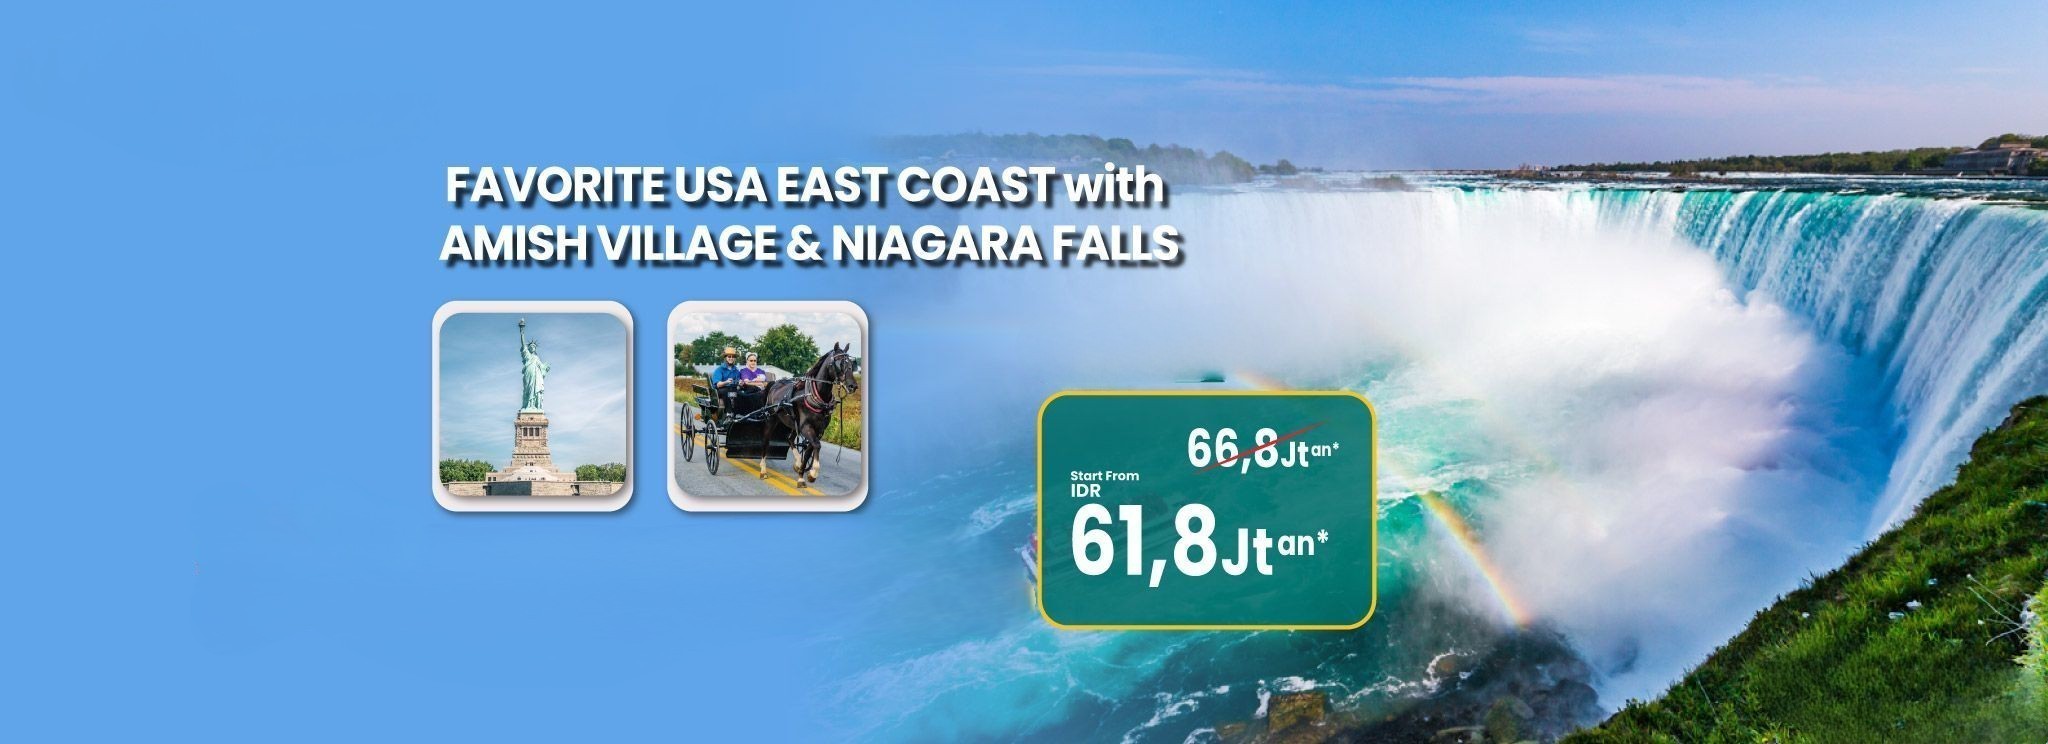 FAVORITE USA EAST COAST with
AMISH VILLAGE & NIAGARA FALLS
66,8Jtan*
Start From
IDR
61,8Jtan*